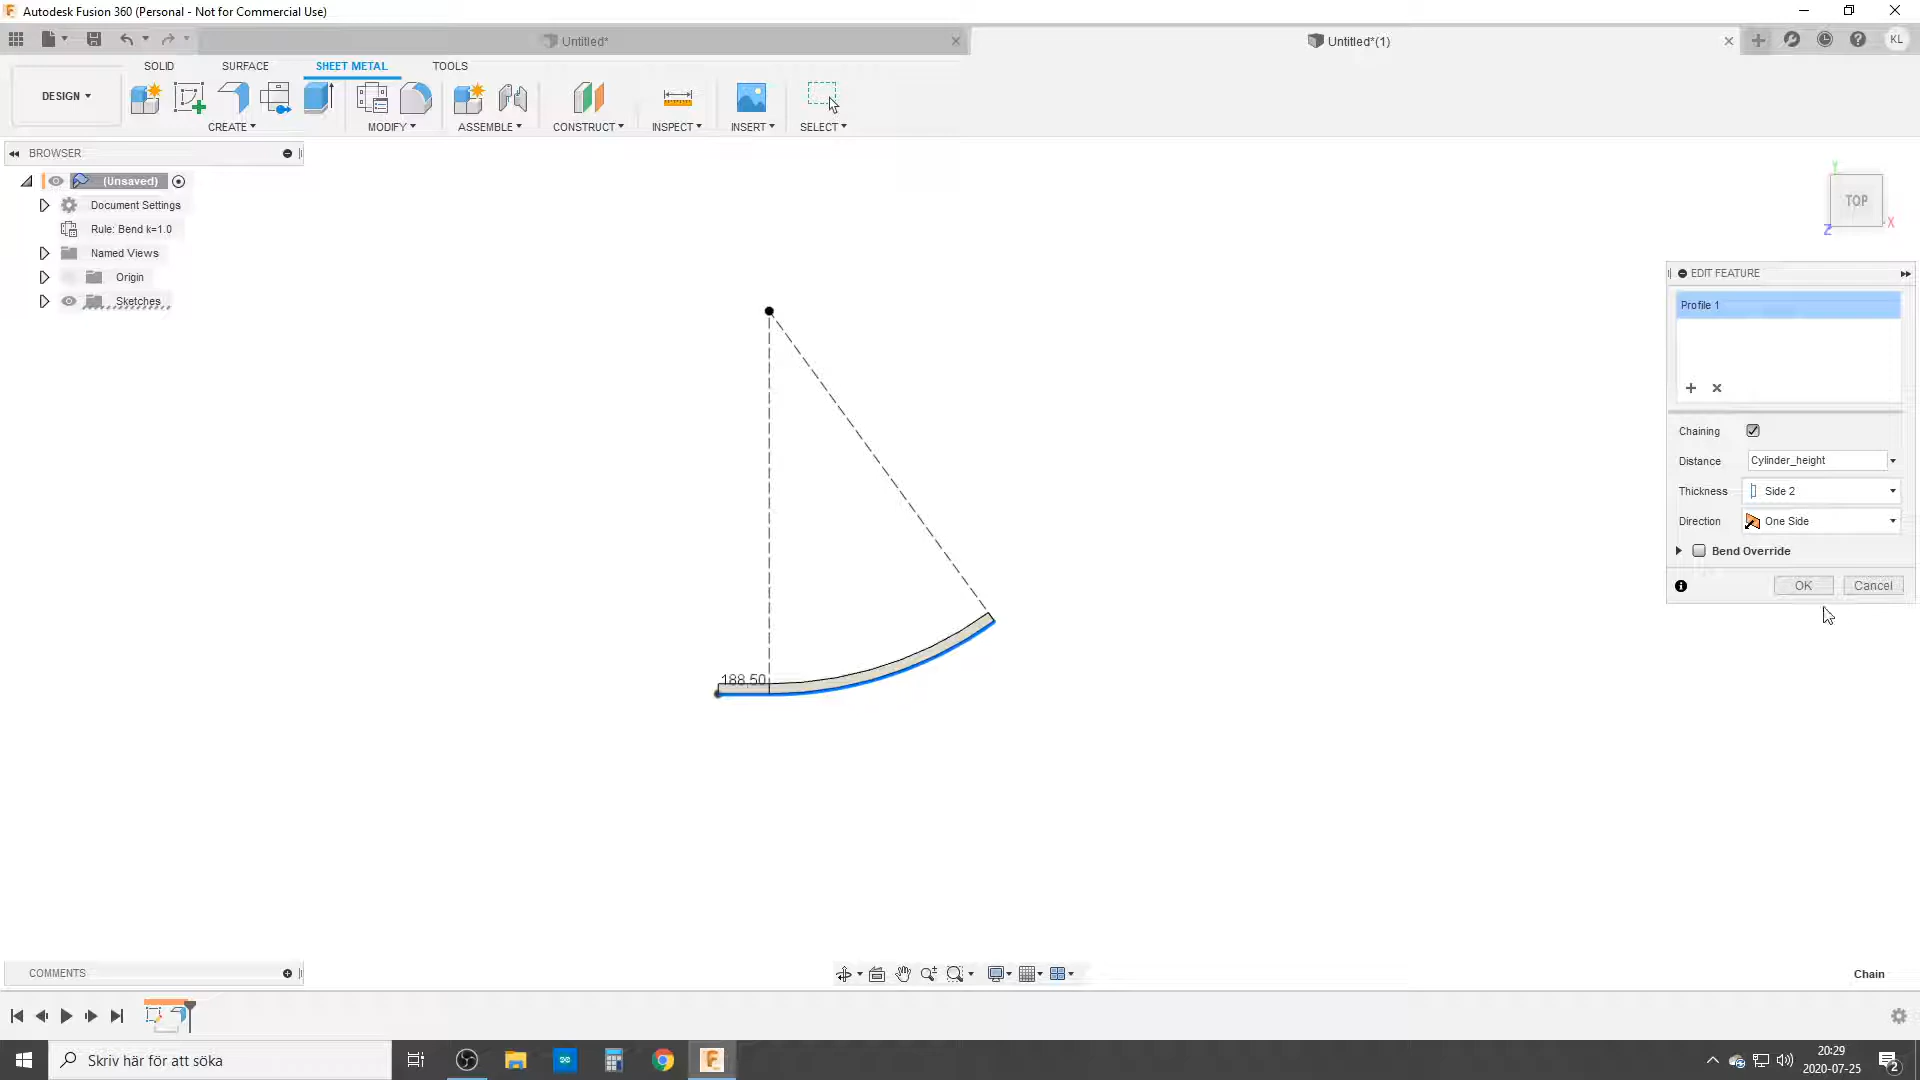 Autodesk Fusion 360 (Personal - Not for Commercial Use)
Untitled*
Untitled*(1)
KL
SOLID
SURFACE
SHEET METAL
TOOLS
DESIGN
CREATE
MODIFY
ASSEMBLE
CONSTRUCT
INSPECT
INSERT
SELECT
BROWSER
(Unsaved)
Document Settings
Rule: Bend k=1.0
Named Views
Origin
Sketches
Y
TOP
X
Z
EDIT FEATURE
Profile 1
Chaining
Distance Cylinder_height
Thickness Side 2
Direction One Side
Bend Override
OK Cancel
188,50
COMMENTS
Chain
Skriv här för att söka
20:29
2020-07-25
2